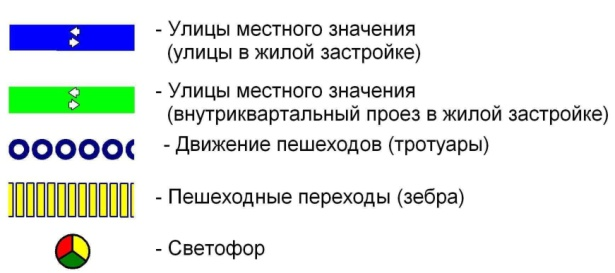 - Улицы местного значения
(улицы в жилой застройке)
- Улицы местного значения
(внутриквартальный проез в жилой застройке)
- Движение пешеходов (тротуары)
- Пешеходные переходы (зебра)
- Светофор